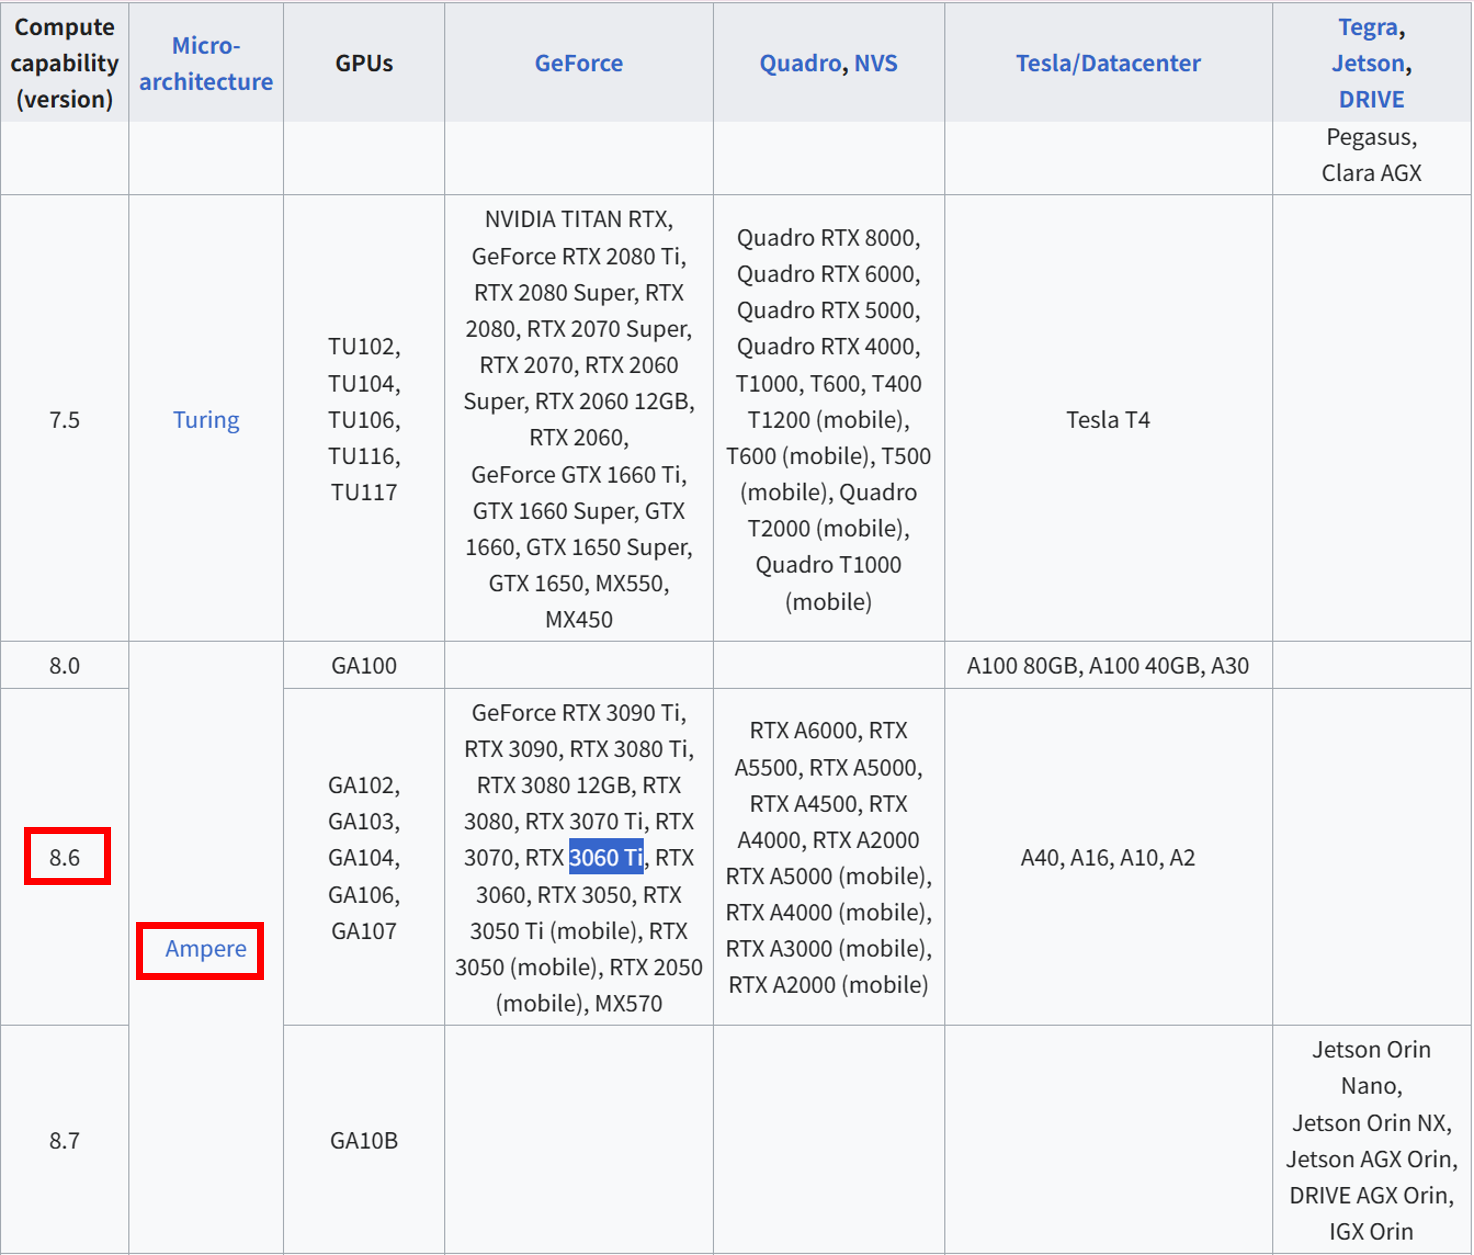 Compute
capability
(version)
Micro-
architecture
GPUs
GeForce
Quadro, NVS
Tesla/Datacenter
Tegra,
Jetson,
DRIVE
Pegasus,
Clara AGX
7.5
Turing
TU102,
TU104,
TU106,
TU116,
TU117
NVIDIA TITAN RTX,
GeForce RTX 2080 Ti,
RTX 2080 Super, RTX
2080, RTX 2070 Super,
RTX 2070, RTX 2060
Super, RTX 2060 12GB,
RTX 2060,
GeForce GTX 1660 Ti,
GTX 1660 Super, GTX
1660, GTX 1650 Super,
GTX 1650, MX550,
MX450
Quadro RTX 8000,
Quadro RTX 6000,
Quadro RTX 5000,
Quadro RTX 4000,
T1000, T600, T400
T1200 (mobile),
T600 (mobile), T500
(mobile), Quadro
T2000 (mobile),
Quadro T1000
(mobile)
Tesla T4
8.0
Ampere
GA100
A100 80GB, A100 40GB, A30
8.6
GA102,
GA103,
GA104,
GA106,
GA107
GeForce RTX 3090 Ti,
RTX 3090, RTX 3080 Ti,
RTX 3080 12GB, RTX
3080, RTX 3070 Ti, RTX
3070, RTX 3060 Ti, RTX
3060, RTX 3050, RTX
3050 Ti (mobile), RTX
3050 (mobile), RTX 2050
(mobile), MX570
RTX A6000, RTX
A5500, RTX A5000,
RTX A4500, RTX
A4000, RTX A2000
RTX A5000 (mobile),
RTX A4000 (mobile),
RTX A3000 (mobile),
RTX A2000 (mobile)
A40, A16, A10, A2
8.7
GA10B
Jetson Orin
Nano,
Jetson Orin NX,
Jetson AGX Orin,
DRIVE AGX Orin,
IGX Orin